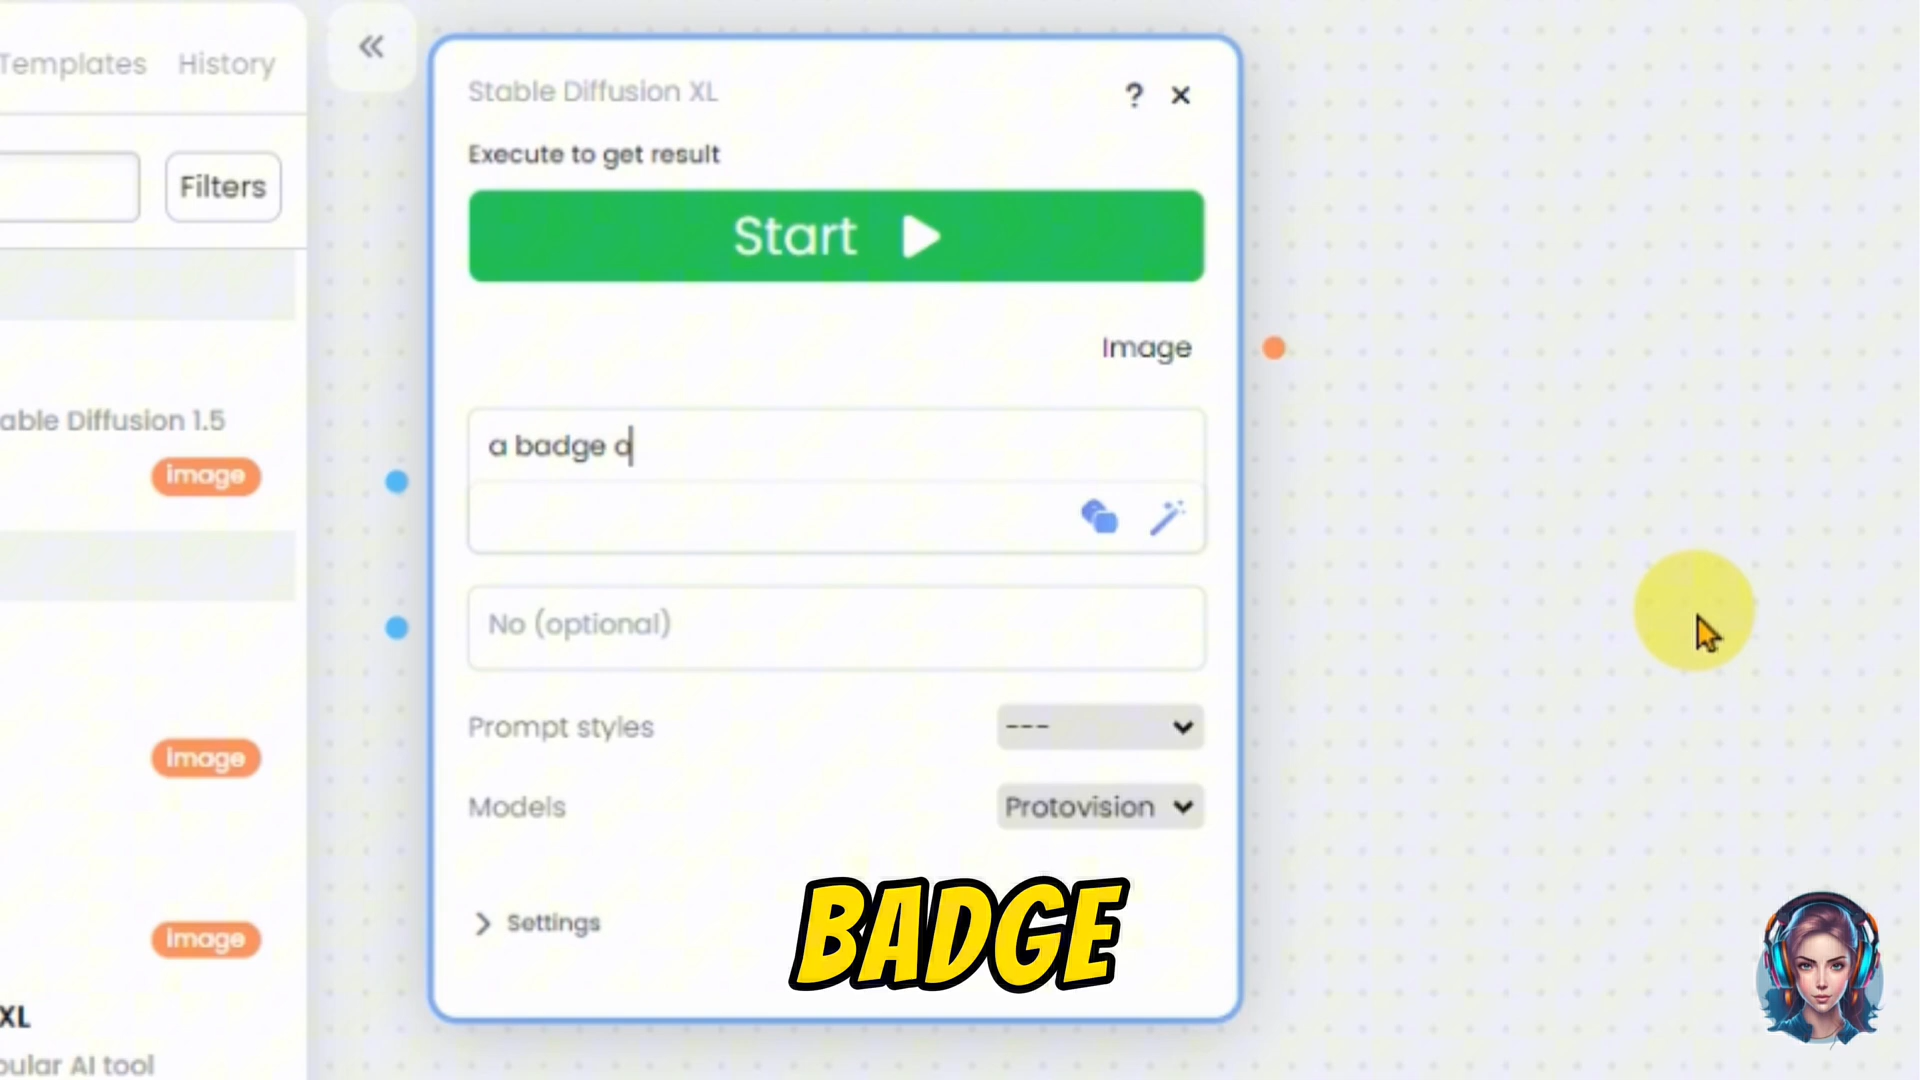 Templates History
Filters
able Diffusion 1.5
image
image
image
XL
pular AI tool
Stable Diffusion XL ? ×
Execute to get result
Start
Image
a badge o
No (optional)
Prompt styles ---
Models Protovision
Settings
BADGE